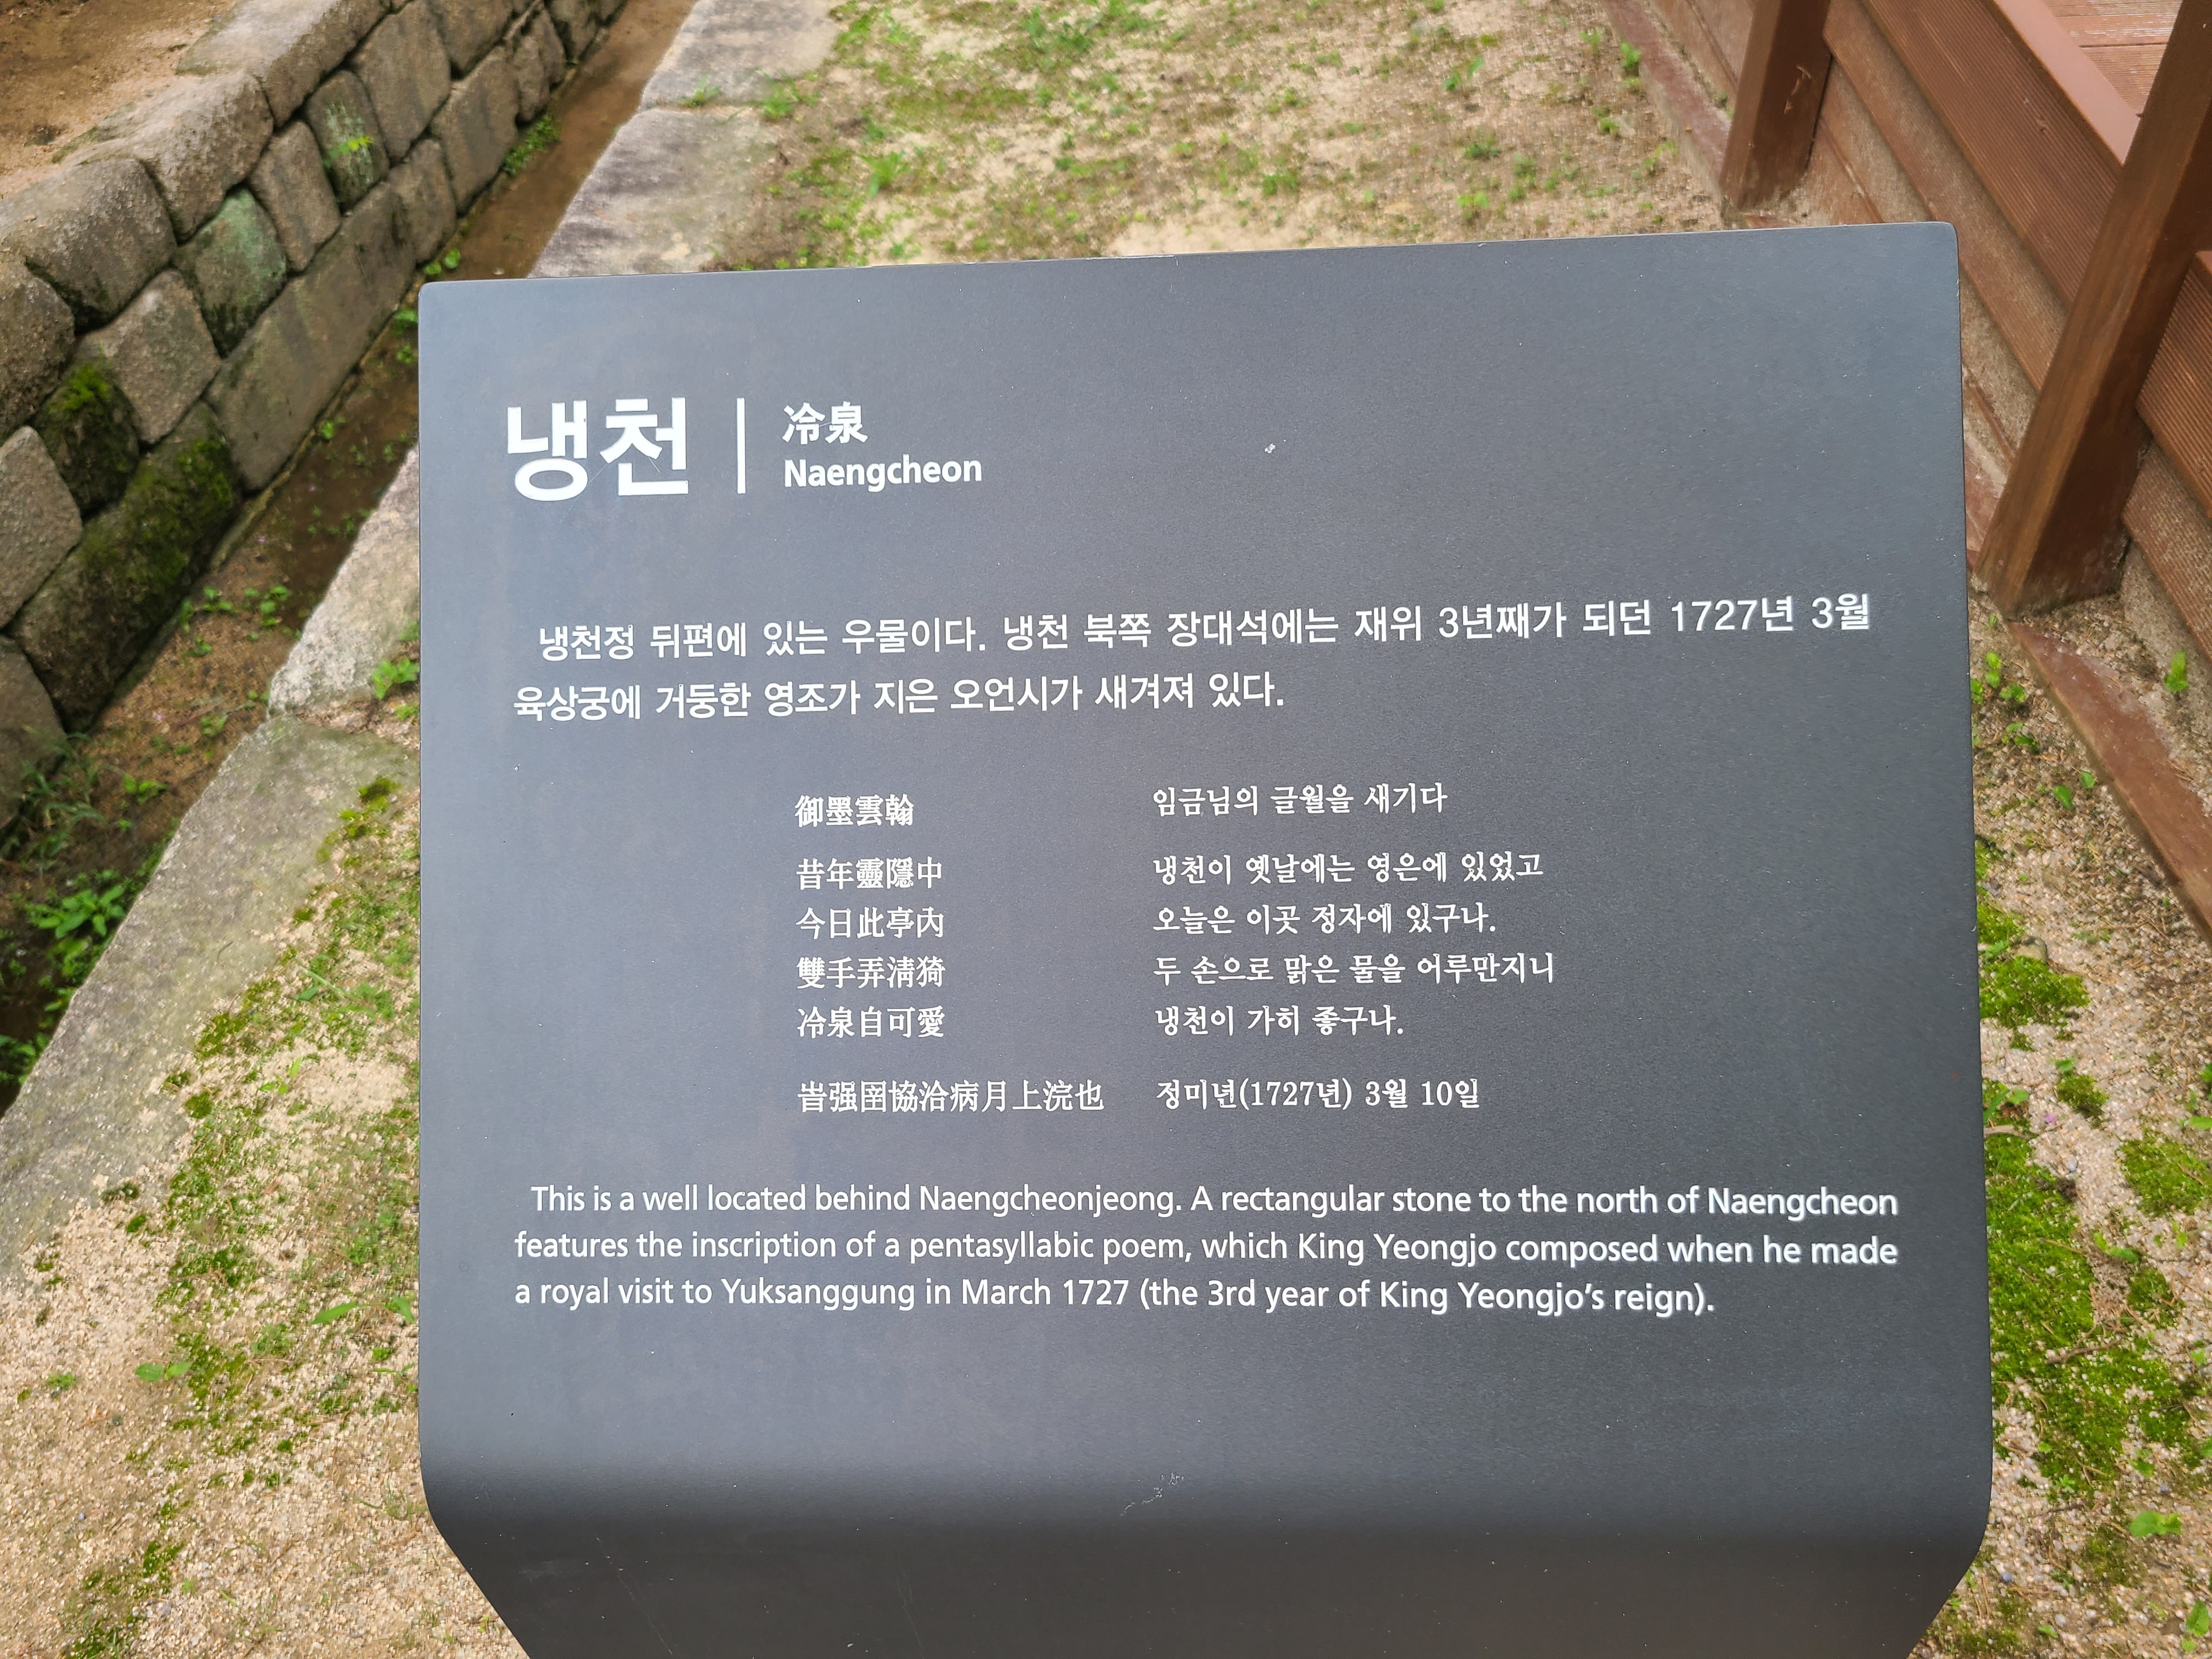 냉천
冷泉
Naengcheon
냉천정 뒤편에 있는 우물이다. 냉천 북쪽 장대석에는 재위 3년째가 되던 1727년 3월
육상궁에 거둥한 영조가 지은 오언시가 새겨져 있다.
御墨雲翰 임금님의 글월을 새기다
昔年靈隱中 냉천이 옛날에는 영은에 있었고
今日此亭內 오늘은 이곳 정자에 있구나.
雙手弄淸猗 두 손으로 맑은 물을 어루만지니
冷泉自可愛 냉천이 가히 좋구나.
旹强圉協洽病月上浣也 정미년(1727년) 3월 10일
This is a well located behind Naengcheonjeong. A rectangular stone to the north of Naengcheon
features the inscription of a pentasyllabic poem, which King Yeongjo composed when he made
a royal visit to Yuksanggung in March 1727 (the 3rd year of King Yeongjo's reign).